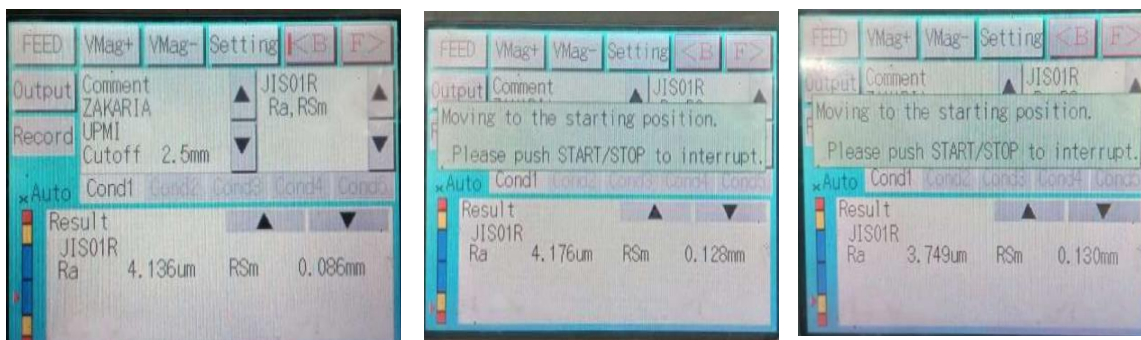 FEED VMag+ VMag- Setting <B F>
Output Comment JIS01R
ZAKARIA Ra, RSm
Record UPMI
Cutoff 2.5mm
×Auto Cond1 Cond2 Cond3 Cond4 Cond5
Result
JIS01R
Ra 4.136um RSm 0.086mm
FEED VMag+ VMag- Setting <B F>
Output Comment JIS01R
Moving to the starting position.
Please push START/STOP to interrupt.
×Auto Cond1 Cond2 Cond3 Cond4 Cond5
Result
JIS01R
Ra 4.176um RSm 0.128mm
FEED VMag+ VMag- Setting <B F>
Output Comment JIS01R
Moving to the starting position.
Please push START/STOP to interrupt.
×Auto Cond1 Cond2 Cond3 Cond4 Cond5
Result
JIS01R
Ra 3.749um RSm 0.130mm